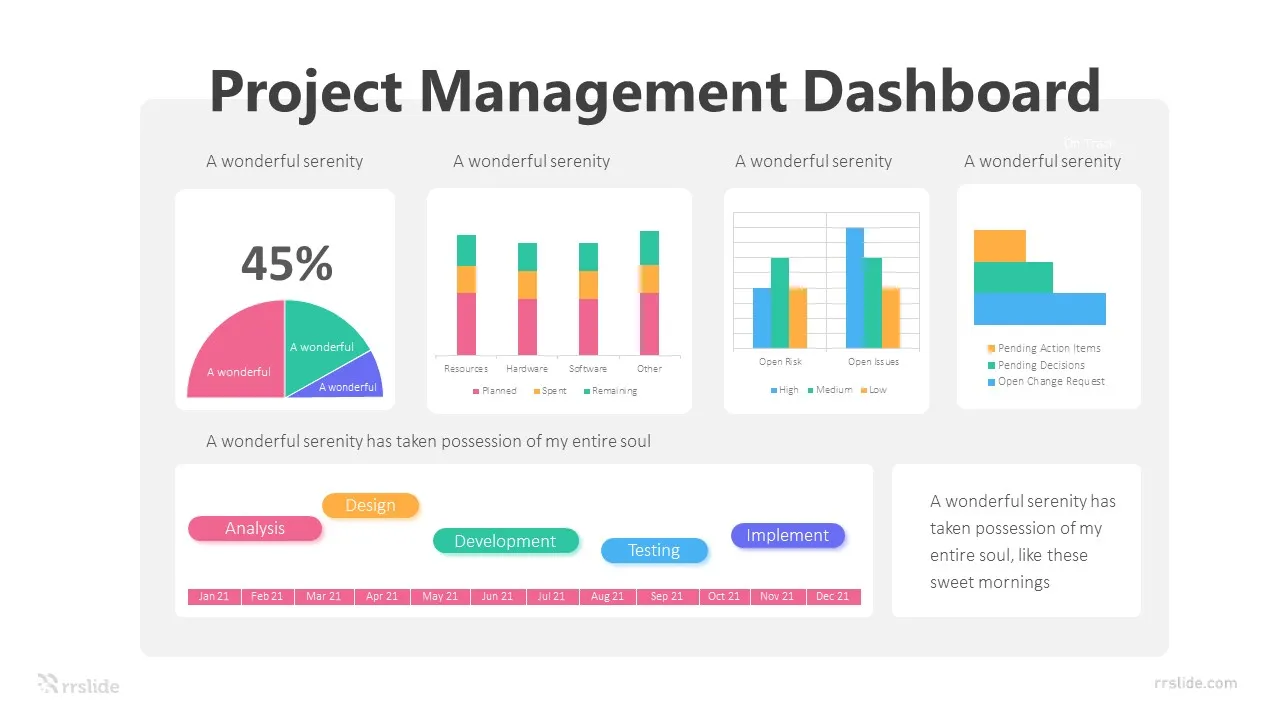 Project Management Dashboard
On Track
A wonderful serenity
A wonderful serenity
A wonderful serenity
A wonderful serenity
45%
A wonderful
A wonderful
A wonderful
Resources Hardware Software Other
Planned Spent Remaining
Open Risk Open Issues
High Medium Low
Pending Action Items
Pending Decisions
Open Change Request
A wonderful serenity has taken possession of my entire soul
Analysis
Design
Development
Testing
Implement
Jan 21 Feb 21 Mar 21 Apr 21 May 21 Jun 21 Jul 21 Aug 21 Sep 21 Oct 21 Nov 21 Dec 21
A wonderful serenity has
taken possession of my
entire soul, like these
sweet mornings
rrslide
rrslide.com